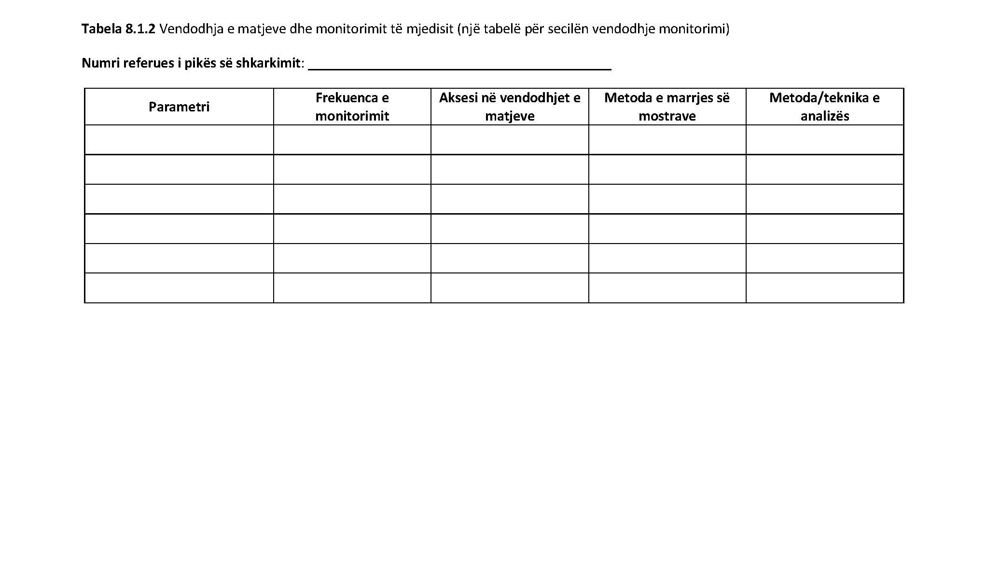 Tabela 8.1.2 Vendodhja e matjeve dhe monitorimit të mjedisit (një tabelë për secilën vendodhje monitorimi)
Numri referues i pikës së shkarkimit:
Parametri
Frekuenca e
monitorimit
Aksesi në vendodhjet e
matjeve
Metoda e marrjes së
mostrave
Metoda/teknika e
analizës